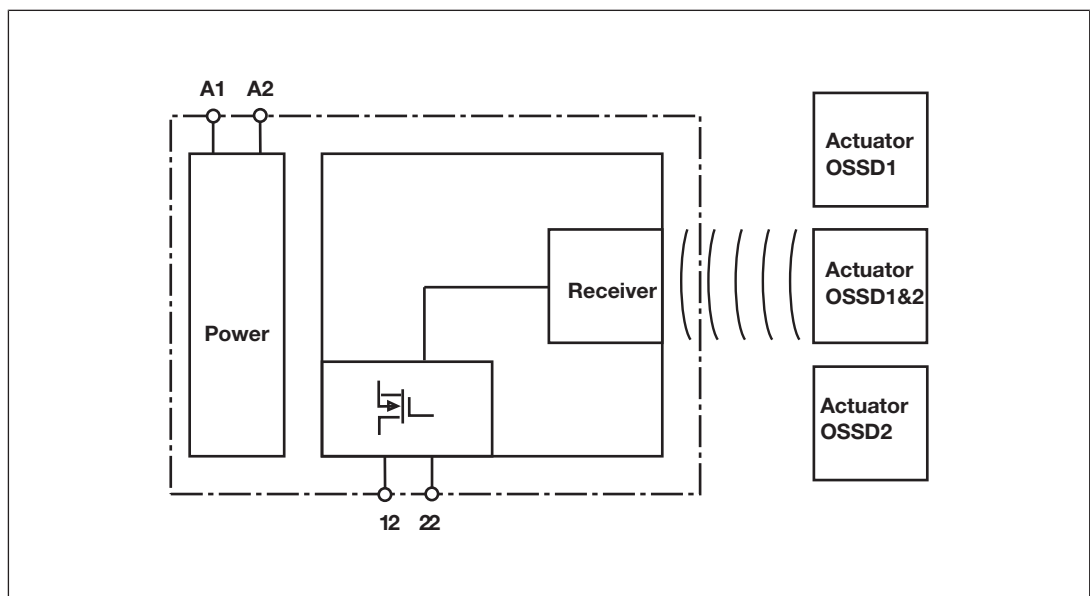 A1 A2
Actuator
OSSD1
Receiver
Actuator
OSSD1&2
Power
Actuator
OSSD2
12 22